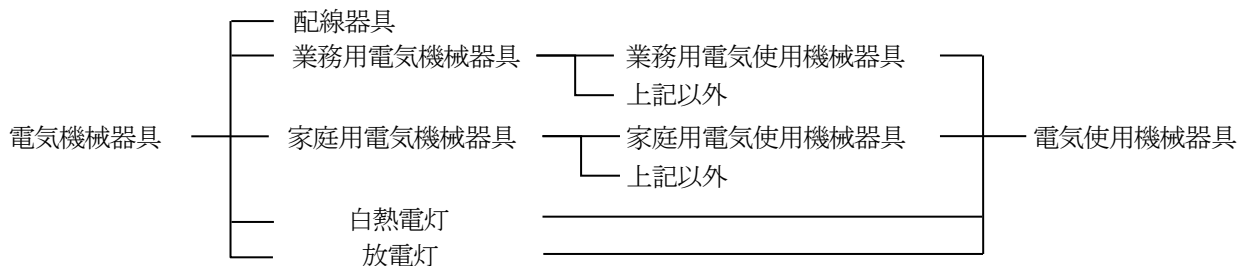 配線器具
業務用電気機械器具 業務用電気使用機械器具
上記以外
電気機械器具 家庭用電気機械器具 家庭用電気使用機械器具 電気使用機械器具
上記以外
白熱電灯
放電灯